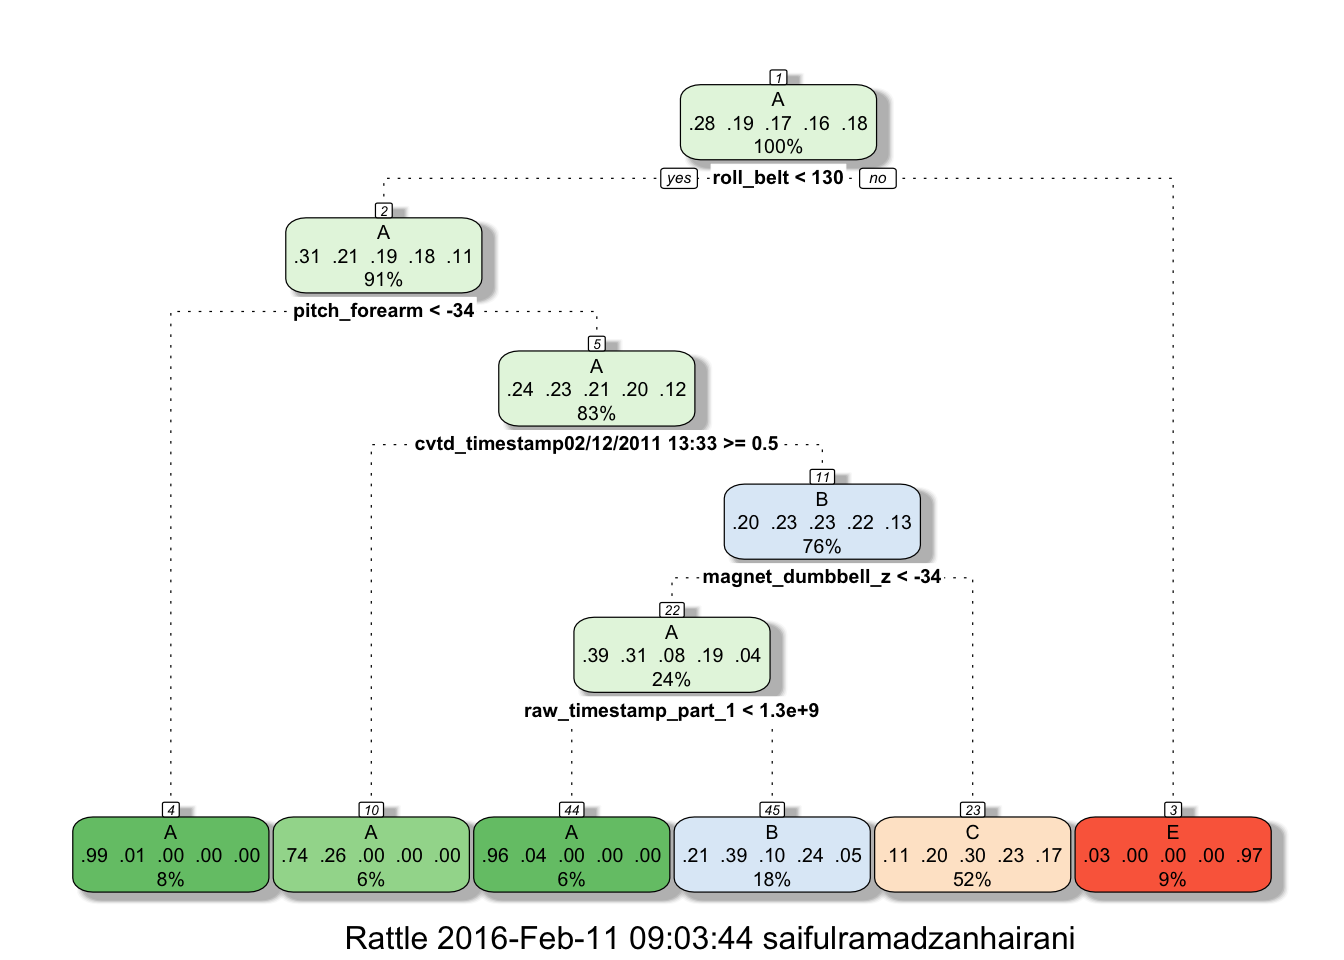 1
A
.28 .19 .17 .16 .18
100%
yes roll_belt < 130 no
2
A
.31 .21 .19 .18 .11
91%
pitch_forearm < -34
5
A
.24 .23 .21 .20 .12
83%
cvtd_timestamp02/12/2011 13:33 >= 0.5
11
B
.20 .23 .23 .22 .13
76%
magnet_dumbbell_z < -34
22
A
.39 .31 .08 .19 .04
24%
raw_timestamp_part_1 < 1.3e+9
4
A
.99 .01 .00 .00 .00
8%
10
A
.74 .26 .00 .00 .00
6%
44
A
.96 .04 .00 .00 .00
6%
45
B
.21 .39 .10 .24 .05
18%
23
C
.11 .20 .30 .23 .17
52%
3
E
.03 .00 .00 .00 .97
9%
Rattle 2016-Feb-11 09:03:44 saifulramadzanhairani